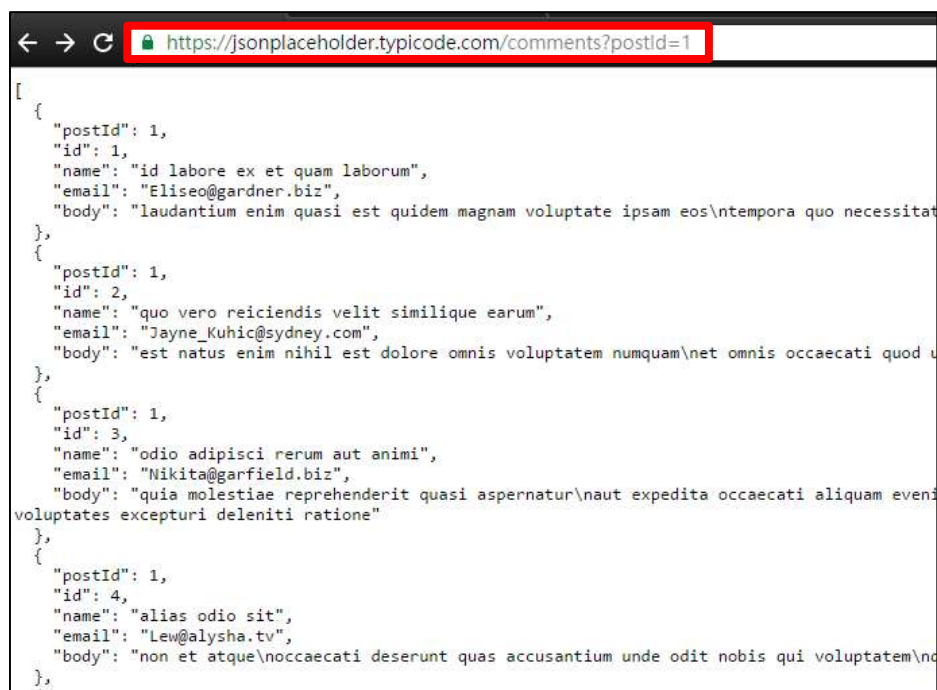 https://jsonplaceholder.typicode.com/comments?postId=1
[
  {
    "postId": 1,
    "id": 1,
    "name": "id labore ex et quam laborum",
    "email": "Eliseo@gardner.biz",
    "body": "laudantium enim quasi est quidem magnam voluptate ipsam eos\ntempora quo necessitat
  },
  {
    "postId": 1,
    "id": 2,
    "name": "quo vero reiciendis velit similique earum",
    "email": "Jayne_Kuhic@sydney.com",
    "body": "est natus enim nihil est dolore omnis voluptatem numquam\net omnis occaecati quod u
  },
  {
    "postId": 1,
    "id": 3,
    "name": "odio adipisci rerum aut animi",
    "email": "Nikita@garfield.biz",
    "body": "quia molestiae reprehenderit quasi aspernatur\naut expedita occaecati aliquam eveni
voluptates excepturi deleniti ratione"
  },
  {
    "postId": 1,
    "id": 4,
    "name": "alias odio sit",
    "email": "Lew@alysha.tv",
    "body": "non et atque\noccaecati deserunt quas accusantium unde odit nobis qui voluptatem\n
  },